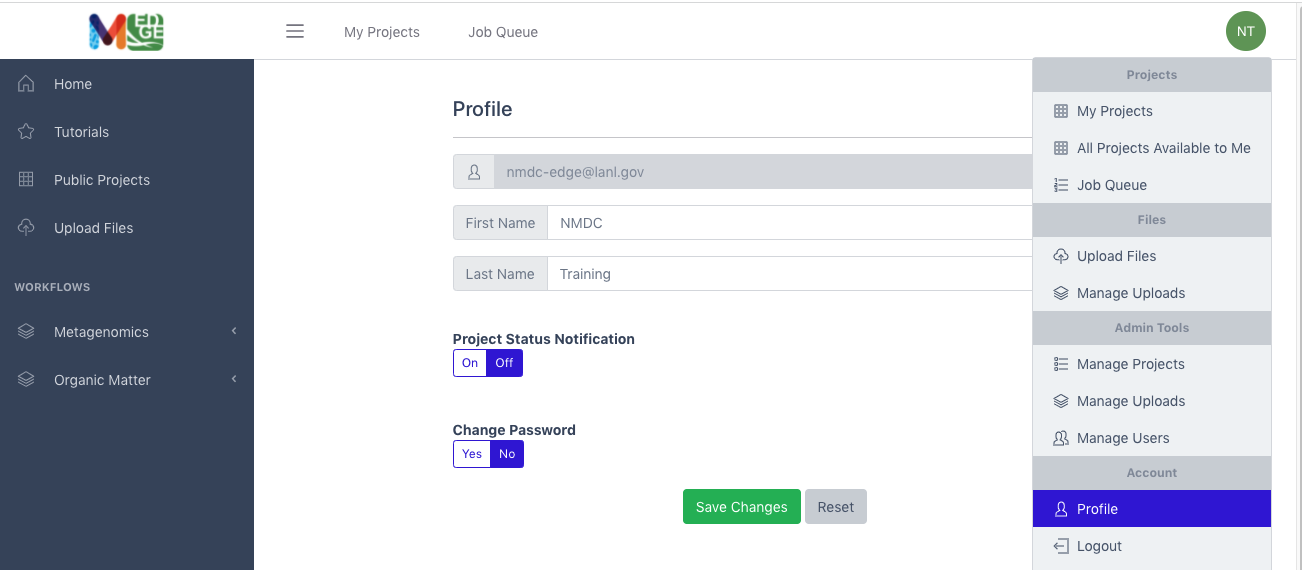 M EDGE
My Projects
Job Queue
NT
Home
Tutorials
Public Projects
Upload Files
WORKFLOWS
Metagenomics
Organic Matter
Profile
nmdc-edge@lanl.gov
First Name NMDC
Last Name Training
Project Status Notification
On Off
Change Password
Yes No
Save Changes Reset
Projects
My Projects
All Projects Available to Me
Job Queue
Files
Upload Files
Manage Uploads
Admin Tools
Manage Projects
Manage Uploads
Manage Users
Account
Profile
Logout